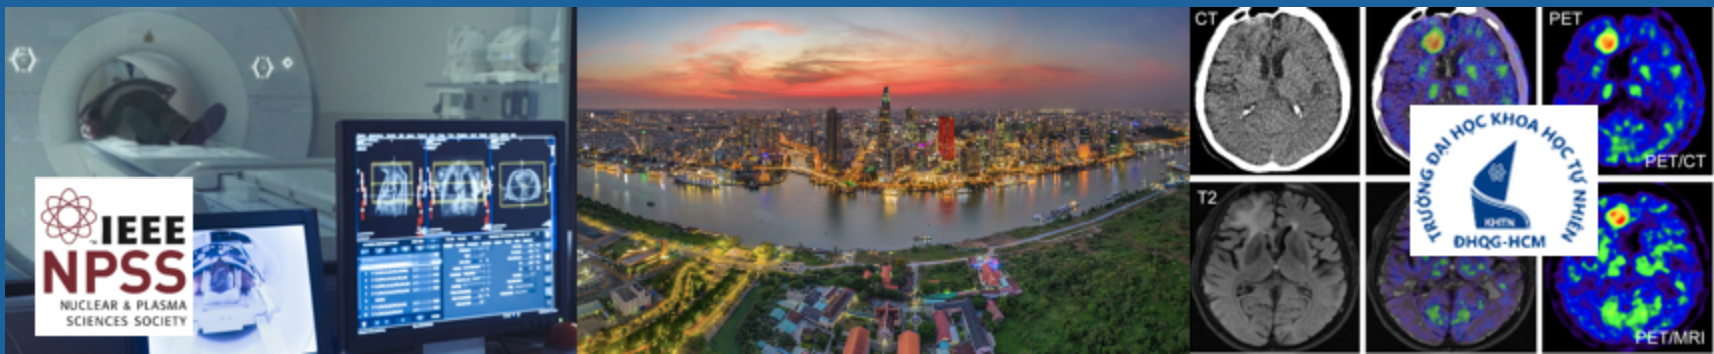 IEEE
NPSS
NUCLEAR & PLASMA
SCIENCES SOCIETY
CT
PET
PET/CT
T2
PET/MRI
TRƯỜNG ĐẠI HỌC KHOA HỌC TỰ NHIÊN
KHTN
ĐHQG-HCM